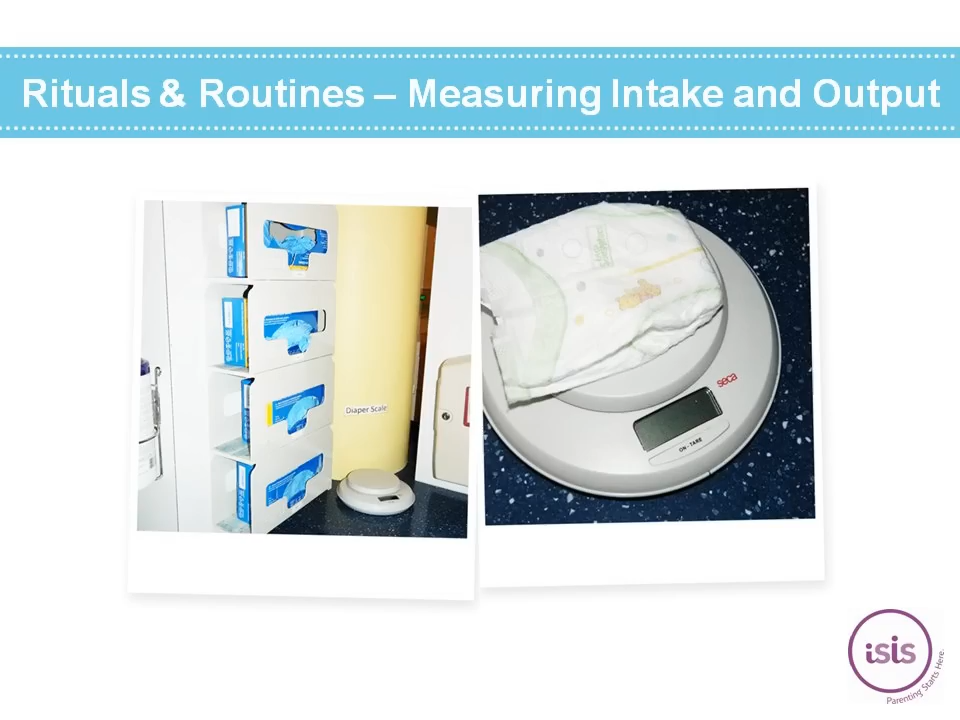 Rituals & Routines – Measuring Intake and Output
Diaper Scale
seca
ON - TARE
isis
Parenting Starts Here.